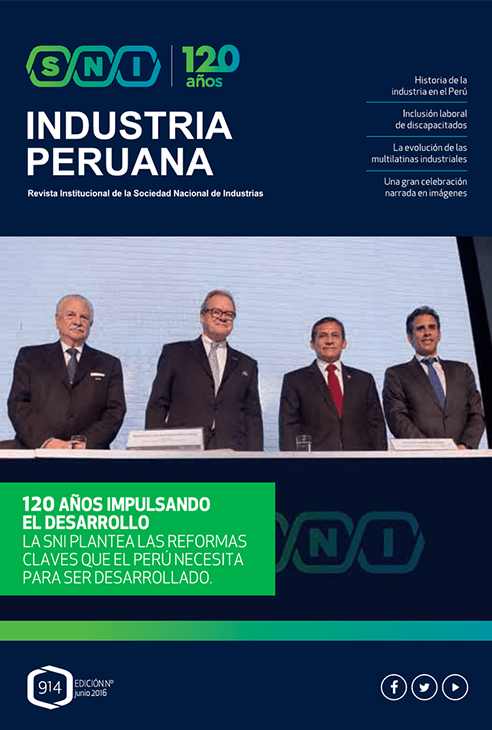 SNI
120
años
INDUSTRIA
PERUANA
Revista Institucional de la Sociedad Nacional de Industrias
Historia de la
industria en el Perú
Inclusión laboral
de discapacitados
La evolución de las
multilatinas industriales
Una gran celebración
narrada en imágenes
120 AÑOS IMPULSANDO
EL DESARROLLO
LA SNI PLANTEA LAS REFORMAS
CLAVES QUE EL PERÚ NECESITA
PARA SER DESARROLLADO.
NI
914
EDICIÓN Nº
junio 2016